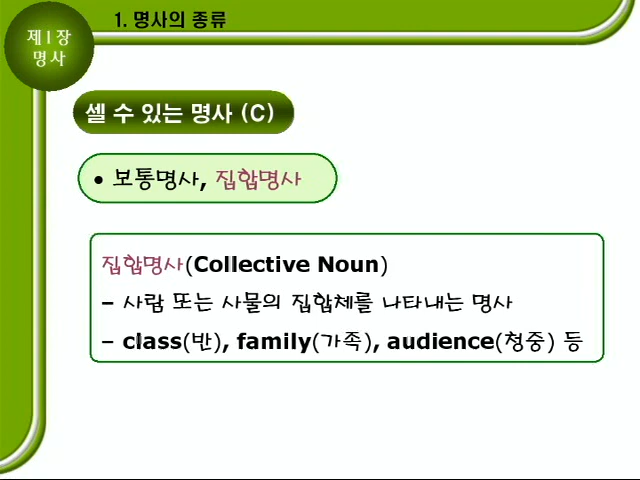 제1장
명사
1. 명사의 종류
셀 수 있는 명사 (C)
• 보통명사, 집합명사
집합명사(Collective Noun)
– 사람 또는 사물의 집합체를 나타내는 명사
– class(반), family(가족), audience(청중) 등